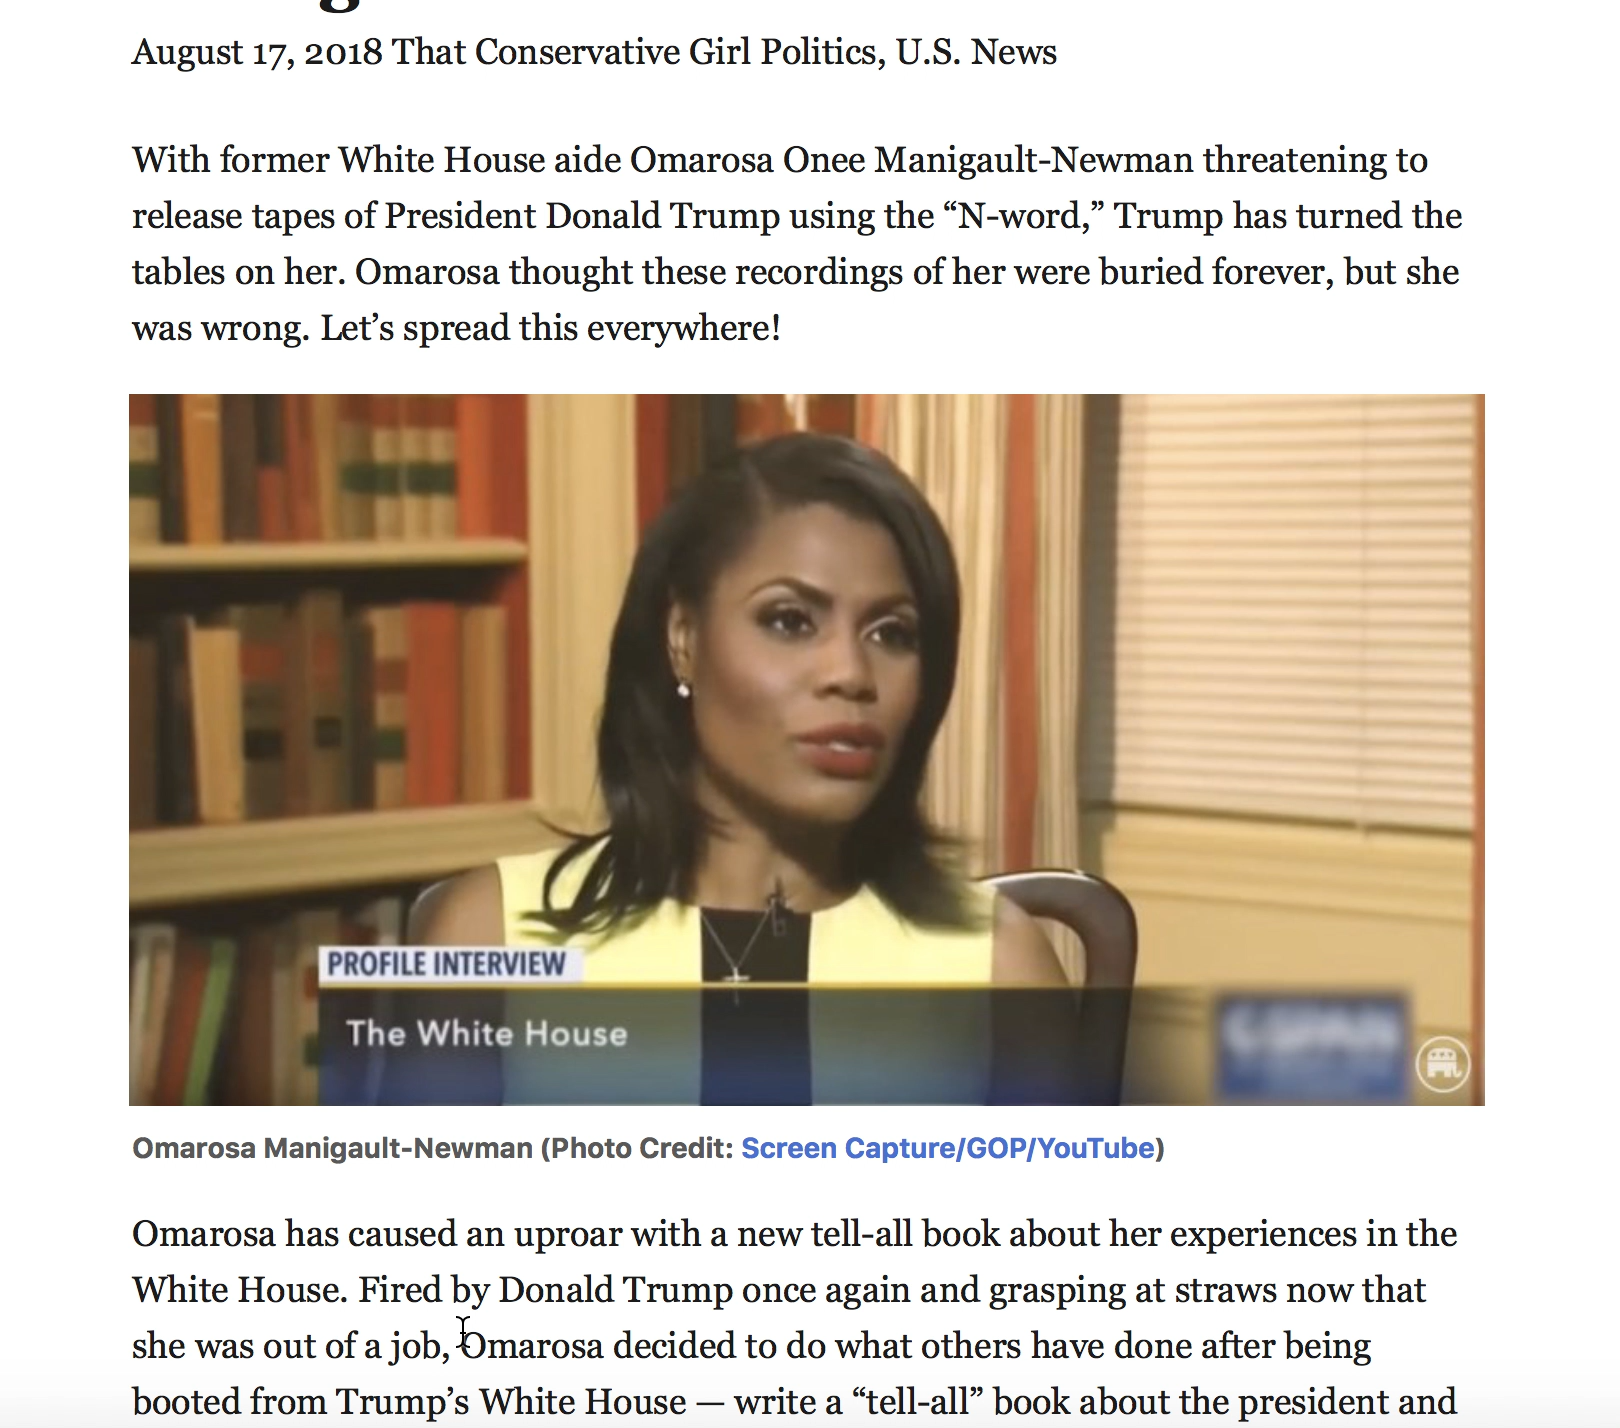 August 17, 2018 That Conservative Girl Politics, U.S. News
With former White House aide Omarosa Onee Manigault-Newman threatening to
release tapes of President Donald Trump using the “N-word,” Trump has turned the
tables on her. Omarosa thought these recordings of her were buried forever, but she
was wrong. Let’s spread this everywhere!
PROFILE INTERVIEW
The White House
Omarosa Manigault-Newman (Photo Credit: Screen Capture/GOP/YouTube)
Omarosa has caused an uproar with a new tell-all book about her experiences in the
White House. Fired by Donald Trump once again and grasping at straws now that
she was out of a job, Omarosa decided to do what others have done after being
booted from Trump’s White House — write a “tell-all” book about the president and